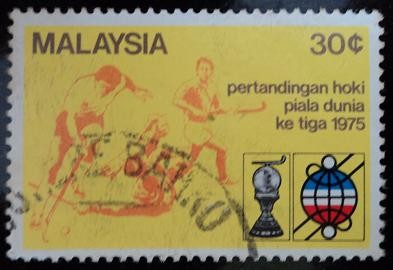 MALAYSIA
30¢
pertandingan hoki
piala dunia
ke tiga 1975